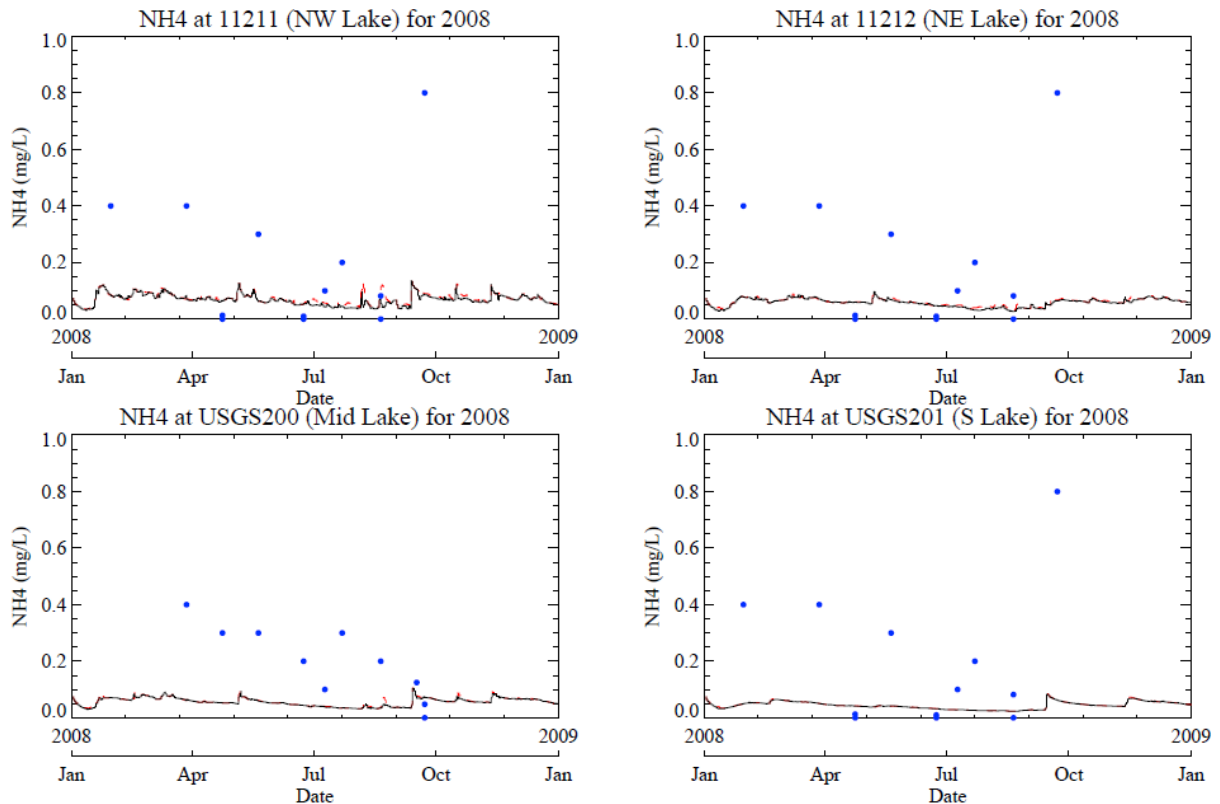 NH4 at 11211 (NW Lake) for 2008
NH4 (mg/L)
1.0
0.8
0.6
0.4
0.2
0.0
2008 2009
Jan Apr Jul Oct Jan
Date
NH4 at 11212 (NE Lake) for 2008
NH4 (mg/L)
1.0
0.8
0.6
0.4
0.2
0.0
2008 2009
Jan Apr Jul Oct Jan
Date
NH4 at USGS200 (Mid Lake) for 2008
NH4 (mg/L)
1.0
0.8
0.6
0.4
0.2
0.0
2008 2009
Jan Apr Jul Oct Jan
Date
NH4 at USGS201 (S Lake) for 2008
NH4 (mg/L)
1.0
0.8
0.6
0.4
0.2
0.0
2008 2009
Jan Apr Jul Oct Jan
Date